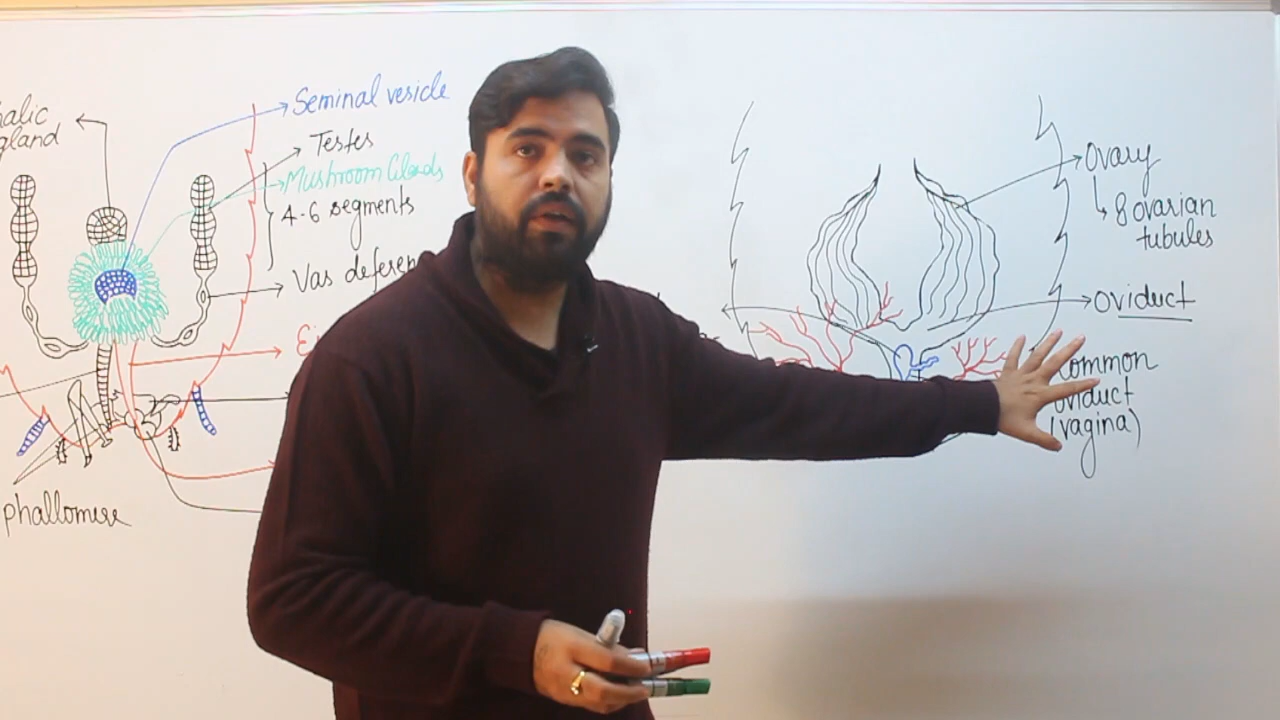 alic
gland
Seminal vesicle
Testes
Mushroom Glands
4-6 segments
Vas deferen
phallomere
Ovary
8 ovarian
tubules
Oviduct
Common
oviduct
(vagina)